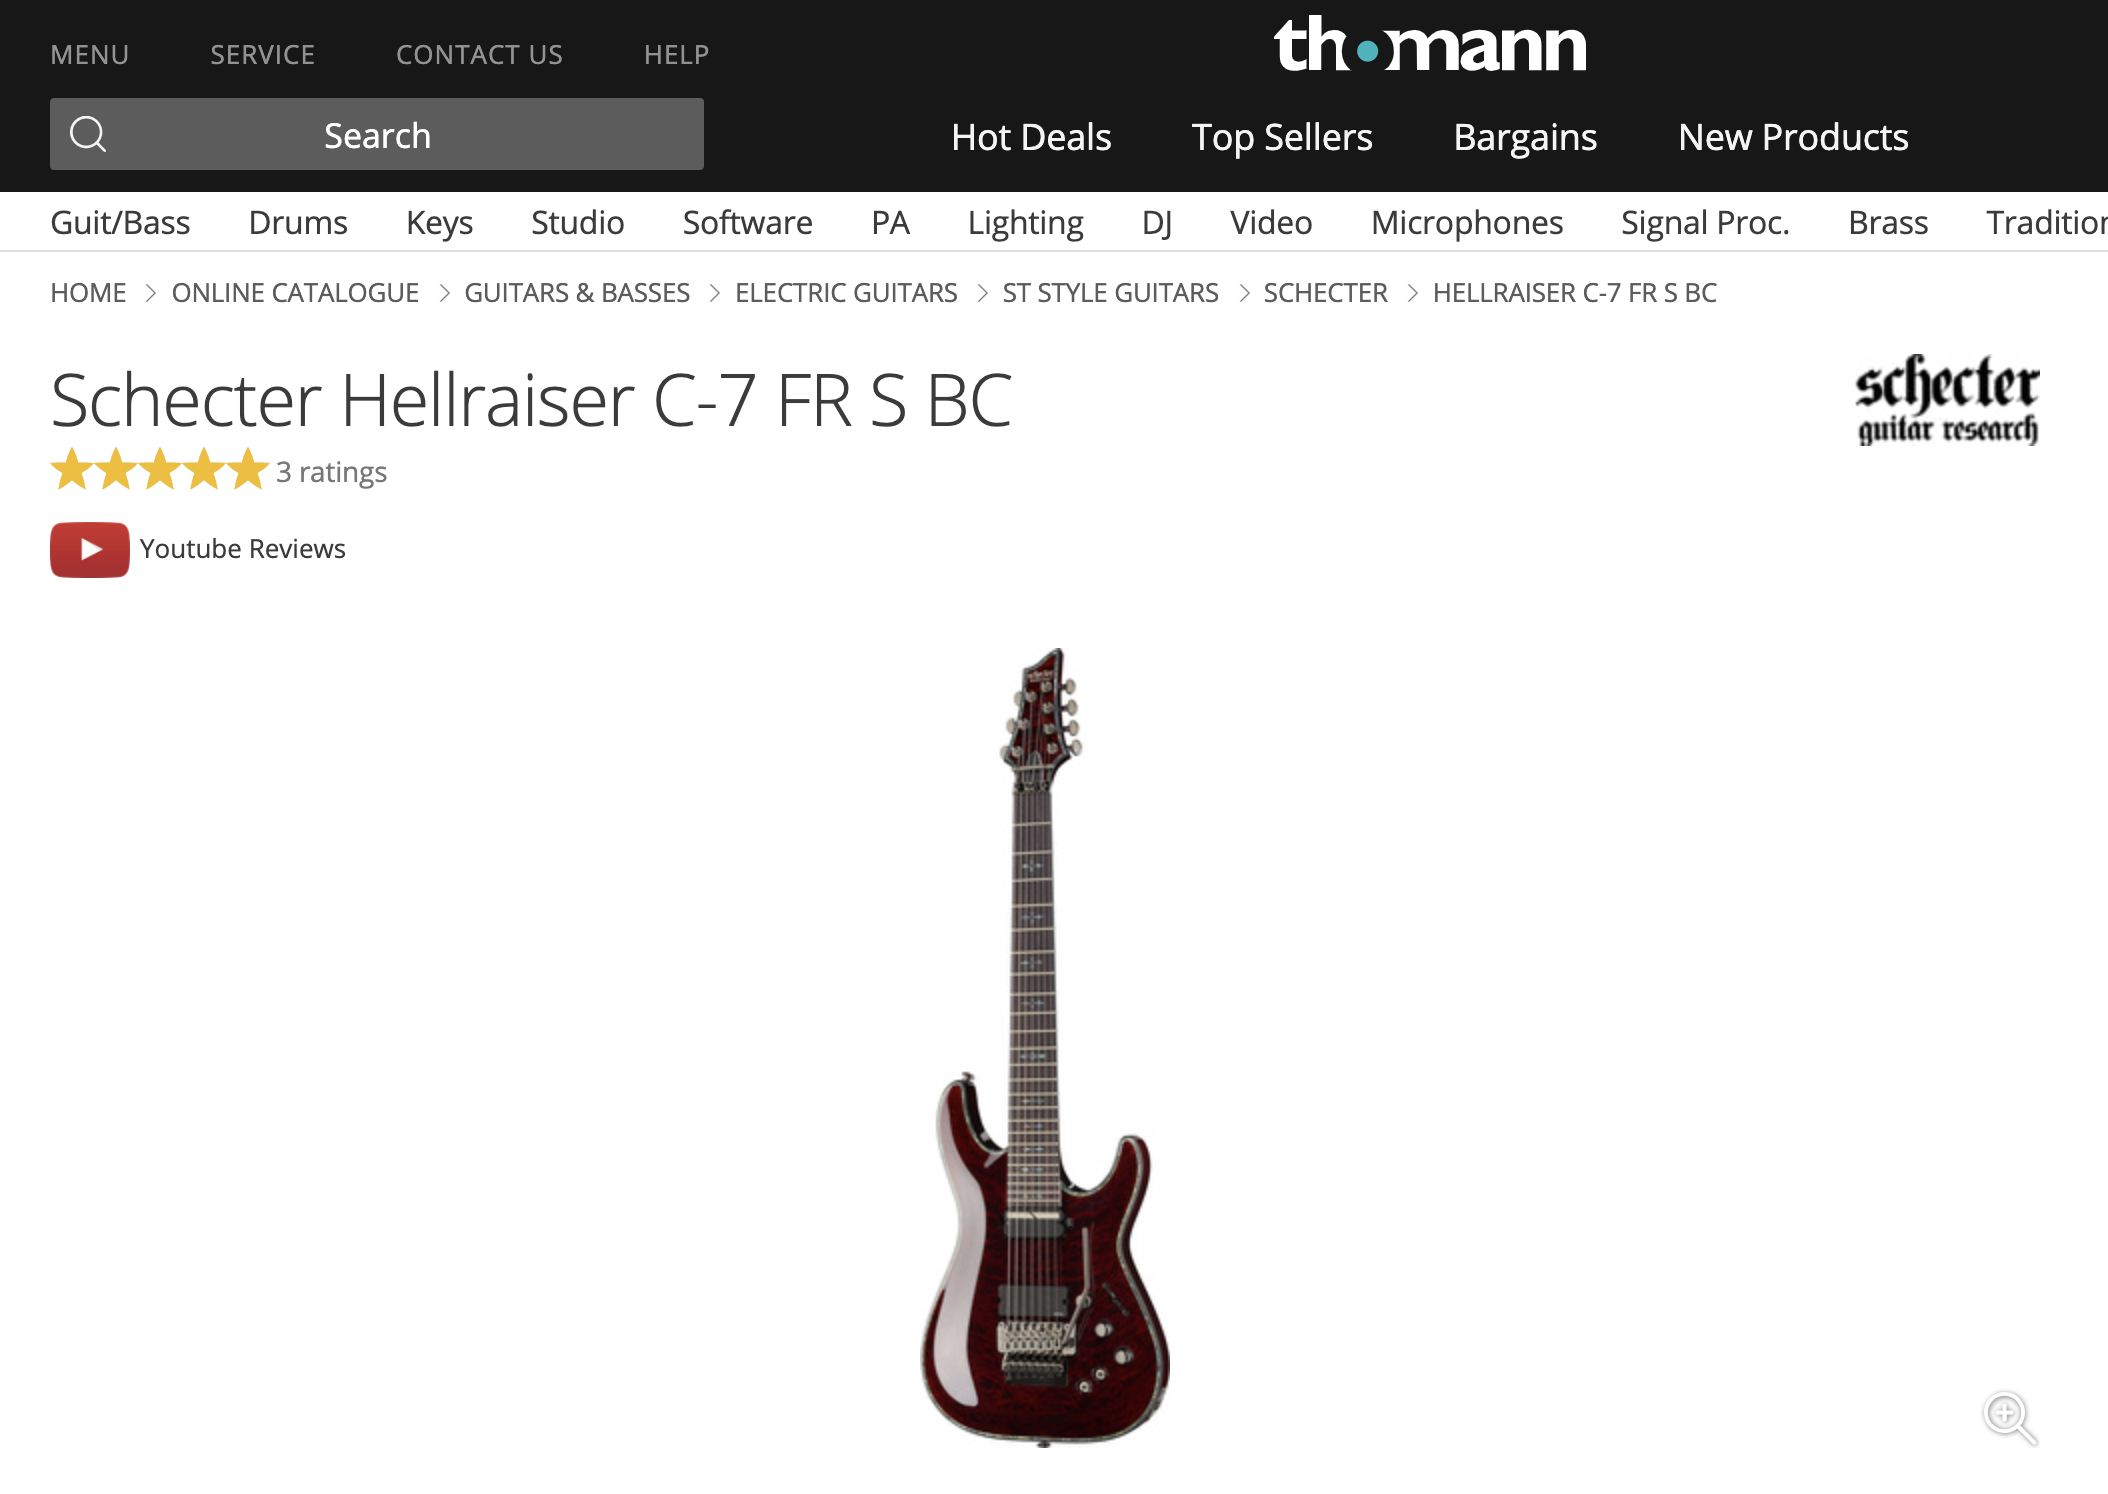 MENU SERVICE CONTACT US HELP
thomann
Search
Hot Deals Top Sellers Bargains New Products
Guit/Bass Drums Keys Studio Software PA Lighting DJ Video Microphones Signal Proc. Brass Tradition
HOME > ONLINE CATALOGUE > GUITARS & BASSES > ELECTRIC GUITARS > ST STYLE GUITARS > SCHECTER > HELLRAISER C-7 FR S BC
Schecter Hellraiser C-7 FR S BC
schecter
guitar research
3 ratings
Youtube Reviews
schecter